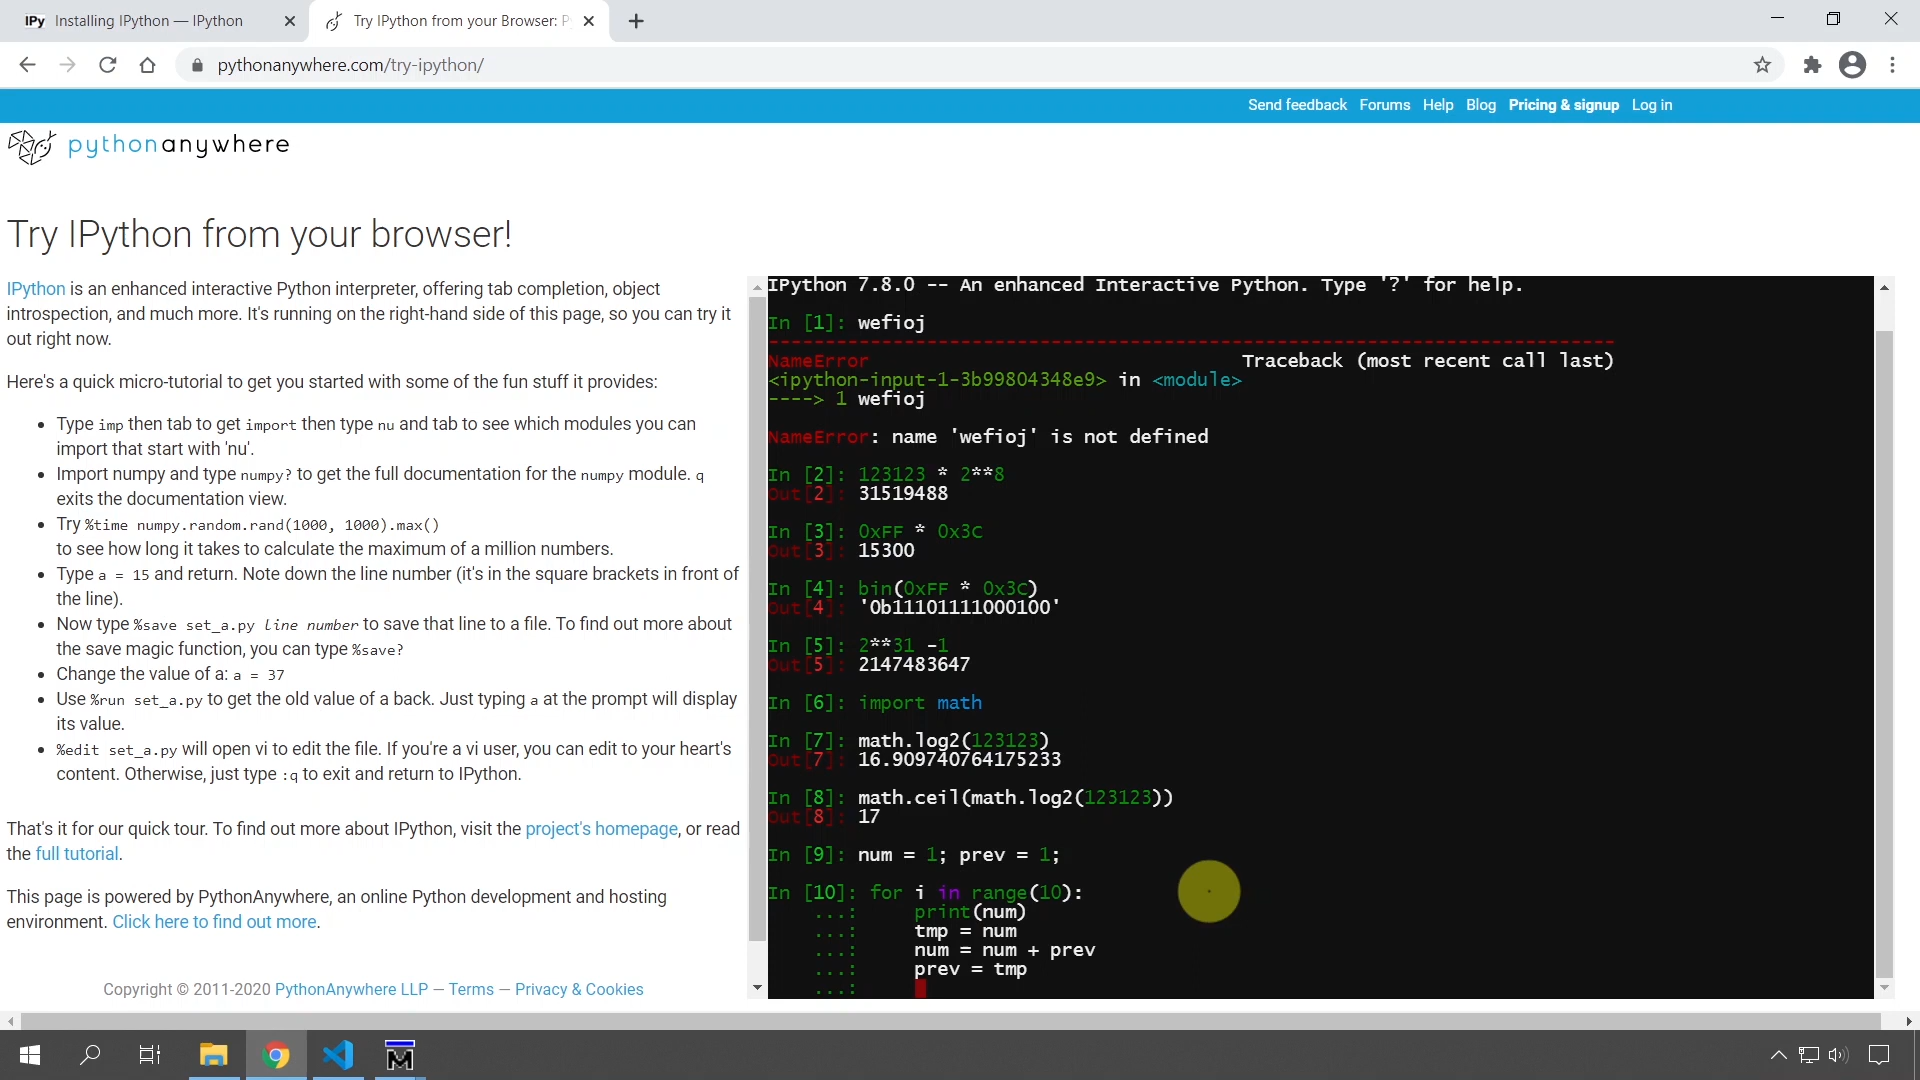 IPy Installing IPython — IPython
Try IPython from your Browser: P
pythonanywhere.com/try-ipython/
Send feedback Forums Help Blog Pricing & signup Log in
pythonanywhere
Try IPython from your browser!
IPython is an enhanced interactive Python interpreter, offering tab completion, object
introspection, and much more. It's running on the right-hand side of this page, so you can try it
out right now.
Here's a quick micro-tutorial to get you started with some of the fun stuff it provides:
Type imp then tab to get import then type nu and tab to see which modules you can
import that start with 'nu'.
Import numpy and type numpy? to get the full documentation for the numpy module. q
exits the documentation view.
Try %time numpy.random.rand(1000, 1000).max()
to see how long it takes to calculate the maximum of a million numbers.
Type a = 15 and return. Note down the line number (it's in the square brackets in front of
the line).
Now type %save set_a.py line number to save that line to a file. To find out more about
the save magic function, you can type %save?
Change the value of a: a = 37
Use %run set_a.py to get the old value of a back. Just typing a at the prompt will display
its value.
%edit set_a.py will open vi to edit the file. If you're a vi user, you can edit to your heart's
content. Otherwise, just type :q to exit and return to IPython.
That's it for our quick tour. To find out more about IPython, visit the project's homepage, or read
the full tutorial.
This page is powered by PythonAnywhere, an online Python development and hosting
environment. Click here to find out more.
Copyright © 2011-2020 PythonAnywhere LLP — Terms — Privacy & Cookies
IPython 7.8.0 -- An enhanced Interactive Python. Type '?' for help.
In [1]: wefioj
---------------------------------------------------------------------------
NameError Traceback (most recent call last)
<ipython-input-1-3b99804348e9> in <module>
----> 1 wefioj
NameError: name 'wefioj' is not defined
In [2]: 123123 * 2**8
Out[2]: 31519488
In [3]: 0xFF * 0x3C
Out[3]: 15300
In [4]: bin(0xFF * 0x3C)
Out[4]: '0b11101111000100'
In [5]: 2**31 -1
Out[5]: 2147483647
In [6]: import math
In [7]: math.log2(123123)
Out[7]: 16.909740764175233
In [8]: math.ceil(math.log2(123123))
Out[8]: 17
In [9]: num = 1; prev = 1;
In [10]: for i in range(10):
...: print(num)
...: tmp = num
...: num = num + prev
...: prev = tmp
...: